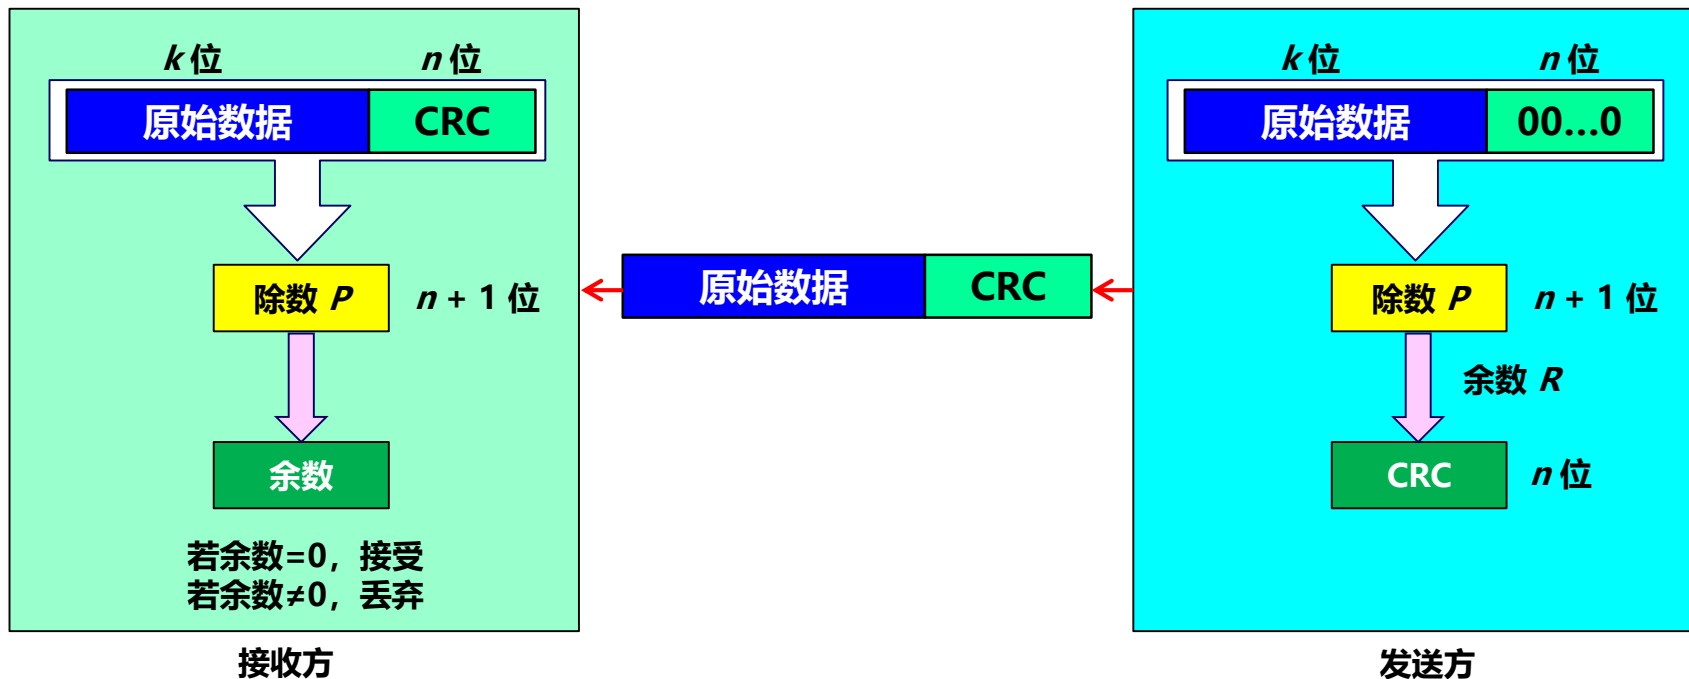 k 位 n 位
原始数据 CRC
除数 P n + 1 位
余数
若余数=0，接受
若余数≠0，丢弃
接收方
原始数据 CRC
k 位 n 位
原始数据 00...0
除数 P n + 1 位
余数 R
CRC n 位
发送方